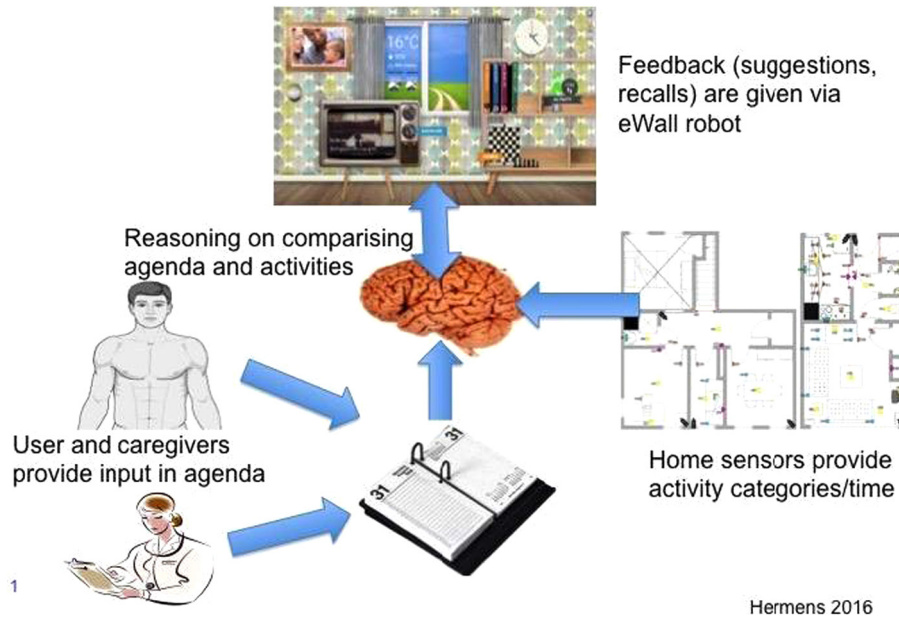 16°C
Feedback (suggestions,
recalls) are given via
eWall robot
Reasoning on comparising
agenda and activities
User and caregivers
provide input in agenda
31
31
Home sensors provide
activity categories/time
1
Hermens 2016